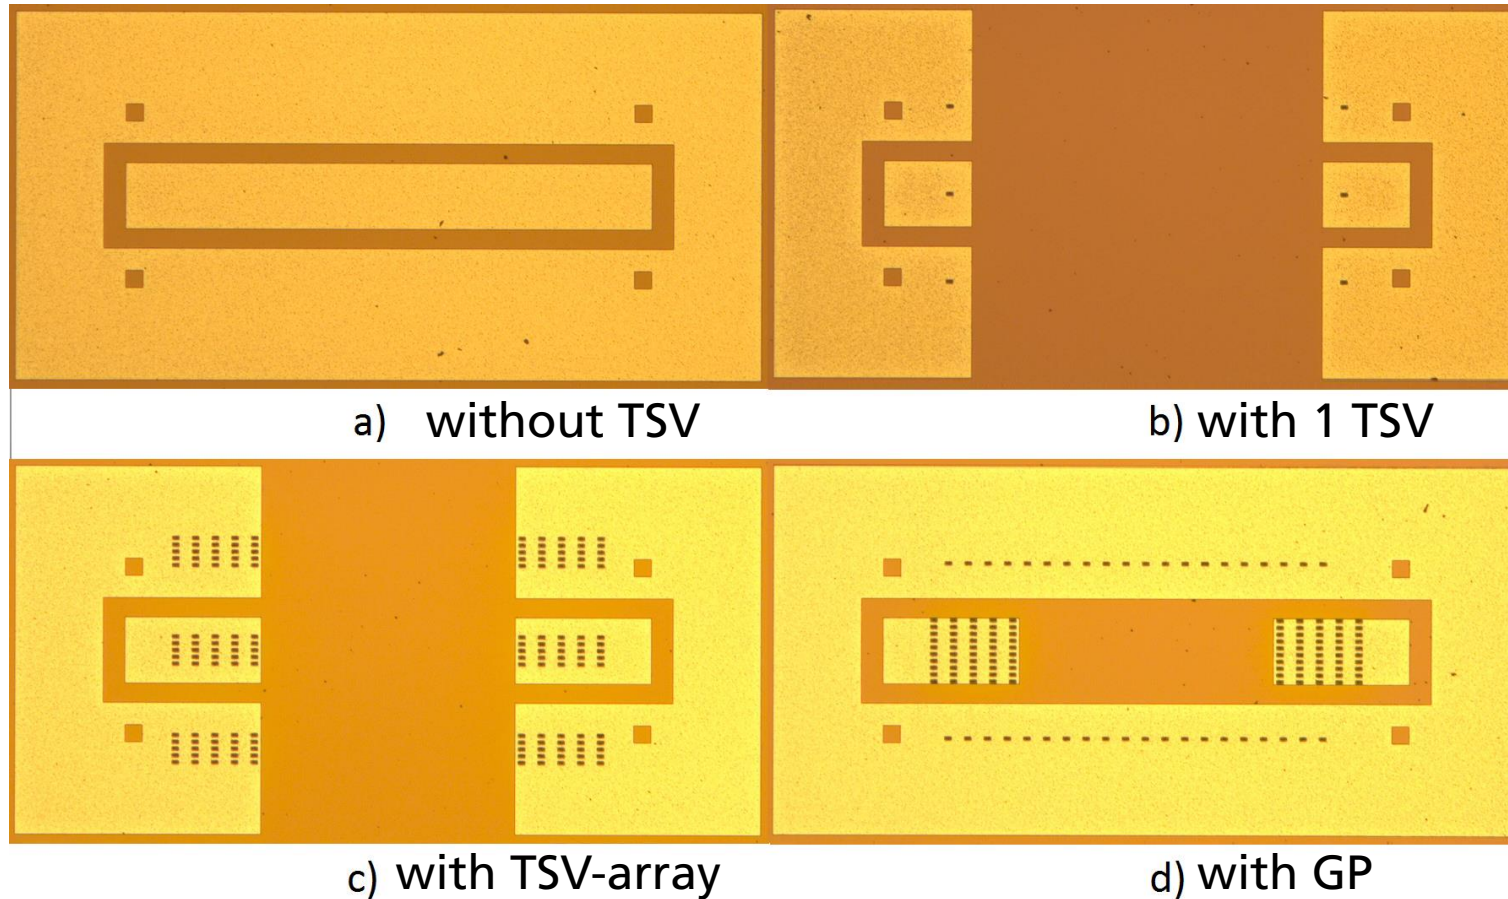 a) without TSV
b) with 1 TSV
c) with TSV-array
d) with GP